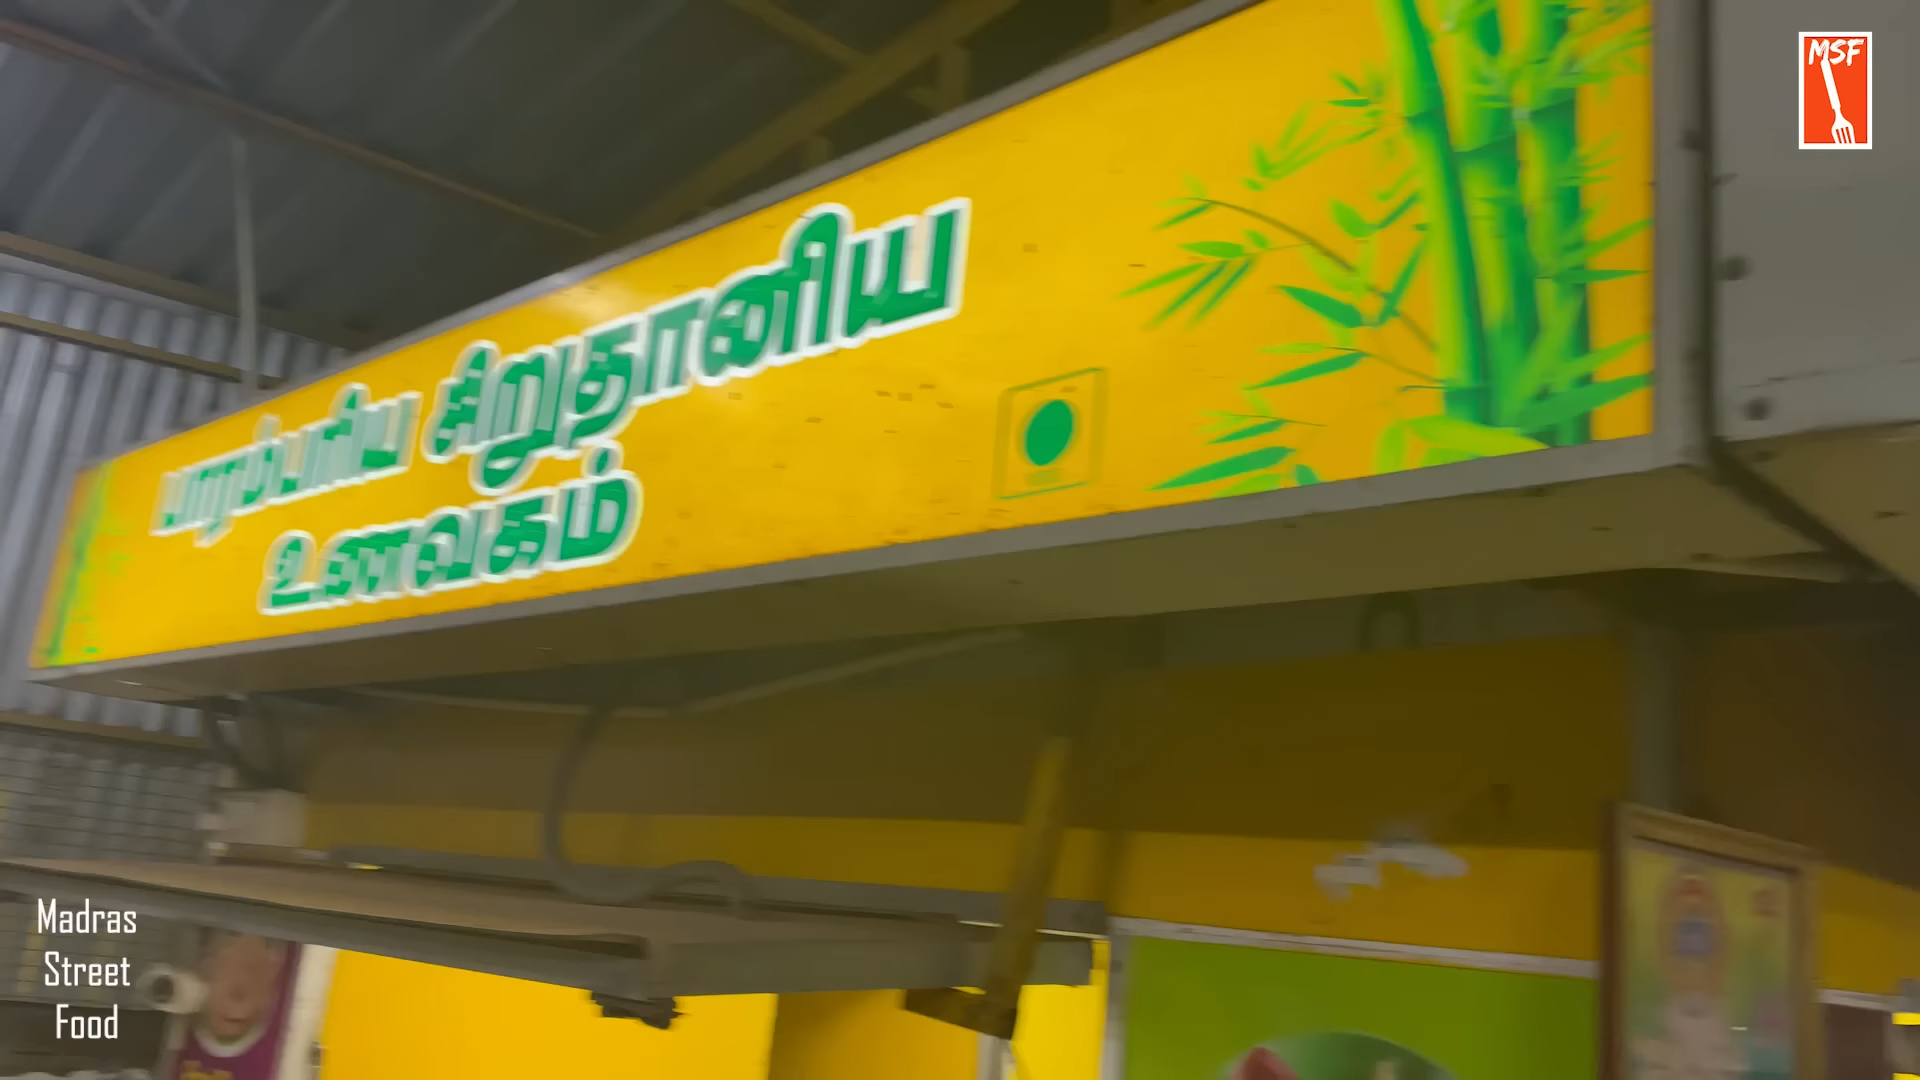 பாரம்பரிய சிறுதானிய
உணவகம்
MSF
Madras
Street
Food